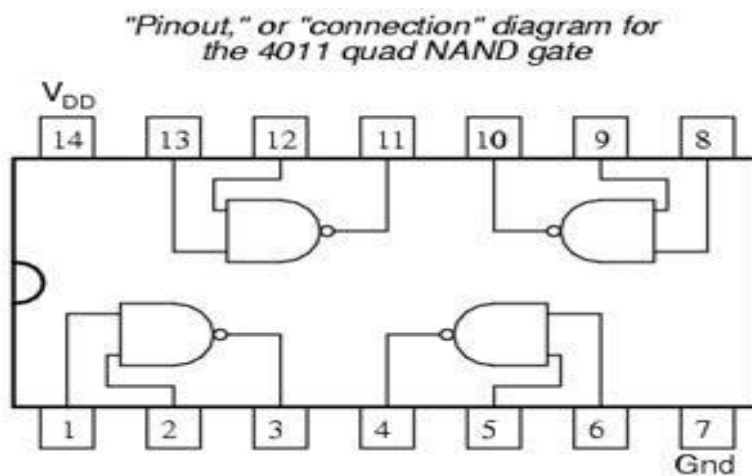 "Pinout," or "connection" diagram for
the 4011 quad NAND gate
VDD
14 13 12 11 10 9 8
1 2 3 4 5 6 7
Gnd